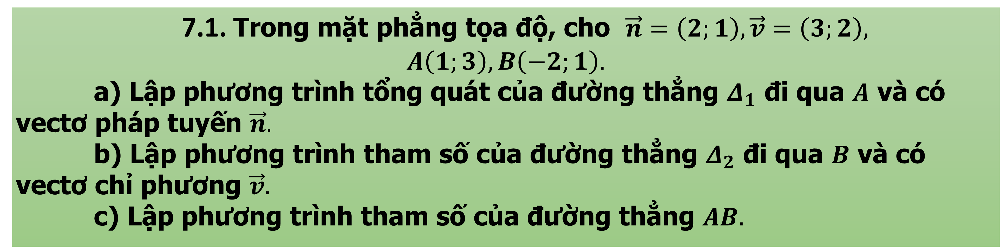 7.1. Trong mặt phẳng tọa độ, cho $\vec{n} = (2; 1), \vec{v} = (3; 2),$
$A(1; 3), B(-2; 1).$
a) Lập phương trình tổng quát của đường thẳng $\Delta_1$ đi qua $A$ và có
vectơ pháp tuyến $\vec{n}$.
b) Lập phương trình tham số của đường thẳng $\Delta_2$ đi qua $B$ và có
vectơ chỉ phương $\vec{v}$.
c) Lập phương trình tham số của đường thẳng $AB$.